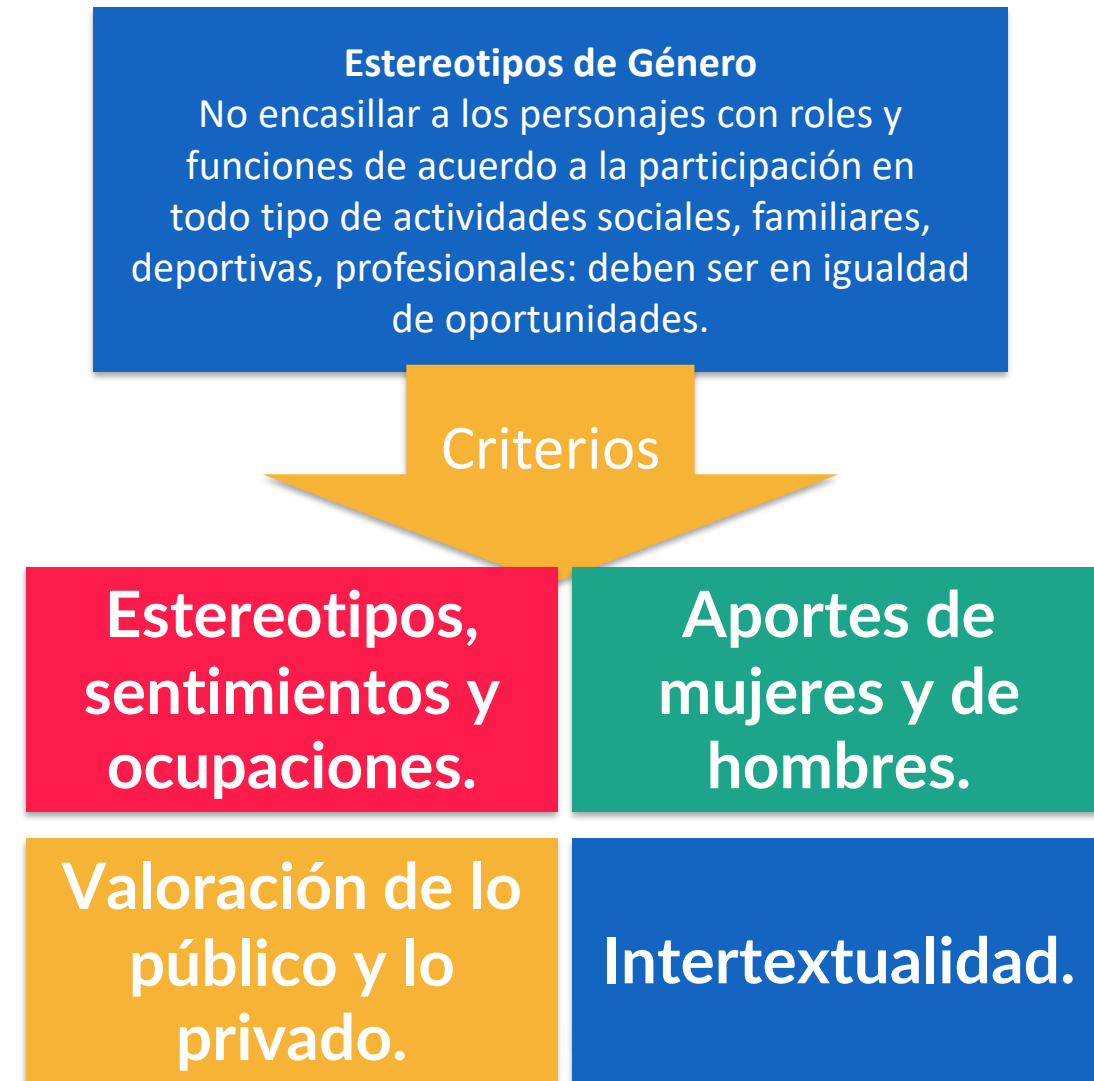 Estereotipos de Género
No encasillar a los personajes con roles y
funciones de acuerdo a la participación en
todo tipo de actividades sociales, familiares,
deportivas, profesionales: deben ser en igualdad
de oportunidades.
Criterios
Estereotipos,
sentimientos y
ocupaciones.
Aportes de
mujeres y de
hombres.
Valoración de lo
público y lo
privado.
Intertextualidad.